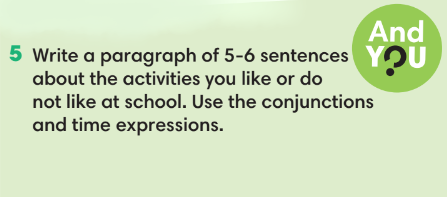 And
Y?U
5 Write a paragraph of 5-6 sentences
about the activities you like or do
not like at school. Use the conjunctions
and time expressions.